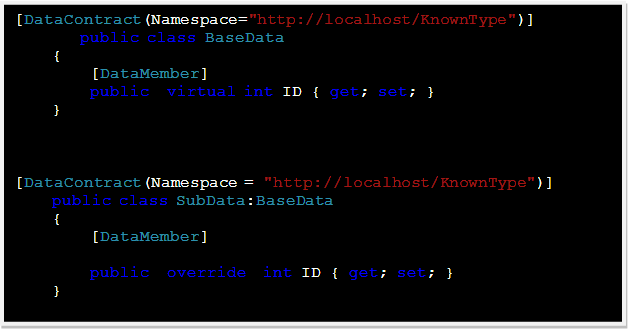 [DataContract(Namespace="http://localhost/KnownType")]
public class BaseData
{
[DataMember]
public virtual int ID { get; set; }
}
[DataContract(Namespace = "http://localhost/KnownType")]
public class SubData:BaseData
{
[DataMember]
public override int ID { get; set; }
}